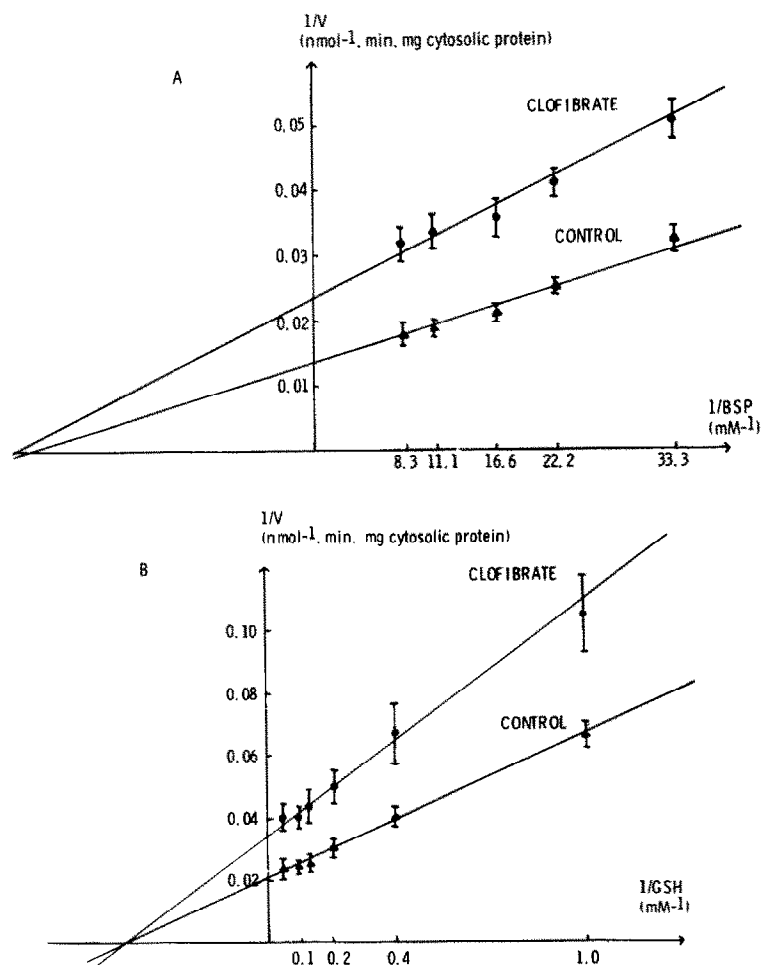 1/V
(nmol-1. min. mg cytosolic protein)
A
CLOFIBRATE
0.05
0.04
CONTROL
0.03
0.02
0.01
1/BSP
(mM-1)
8.3 11.1 16.6 22.2 33.3
1/V
(nmol-1. min. mg cytosolic protein)
B
CLOFIBRATE
0.10
0.08
CONTROL
0.06
0.04
0.02
1/GSH
(mM-1)
0.1 0.2 0.4 1.0